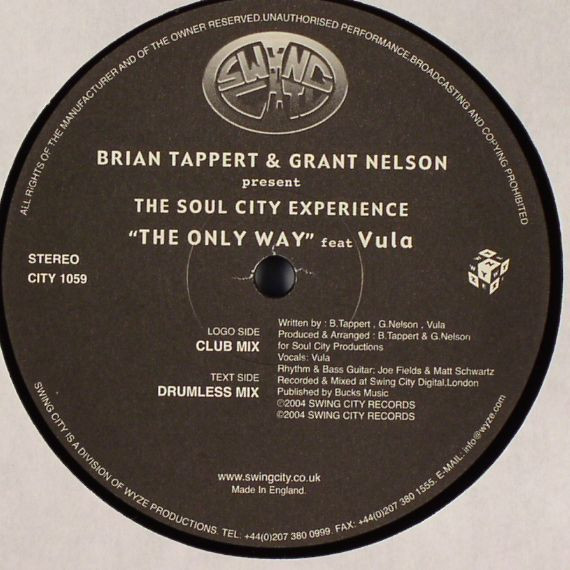 ALL RIGHTS OF THE MANUFACTURER AND OF THE OWNER RESERVED.UNAUTHORISED PERFORMANCE,BROADCASTING AND COPYING PROHIBITED
SWING
CITY
BRIAN TAPPERT & GRANT NELSON
present
THE SOUL CITY EXPERIENCE
"THE ONLY WAY" feat Vula
STEREO
CITY 1059
LOGO SIDE
CLUB MIX
TEXT SIDE
DRUMLESS MIX
Written by : B.Tappert , G.Nelson , Vula
Produced & Arranged : B.Tappert & G.Nelson
for Soul City Productions
Vocals: Vula
Rhythm & Bass Guitar: Joe Fields & Matt Schwartz
Recorded & Mixed at Swing City Digital.London
Published by Bucks Music
©2004 SWING CITY RECORDS
©2004 SWING CITY RECORDS
www.swingcity.co.uk
Made In England.
SWING CITY IS A DIVISION OF WYZE PRODUCTIONS. TEL: +44(0)207 380 0999. FAX: +44(0)207 380 1555. E-MAIL: info@wyze.com